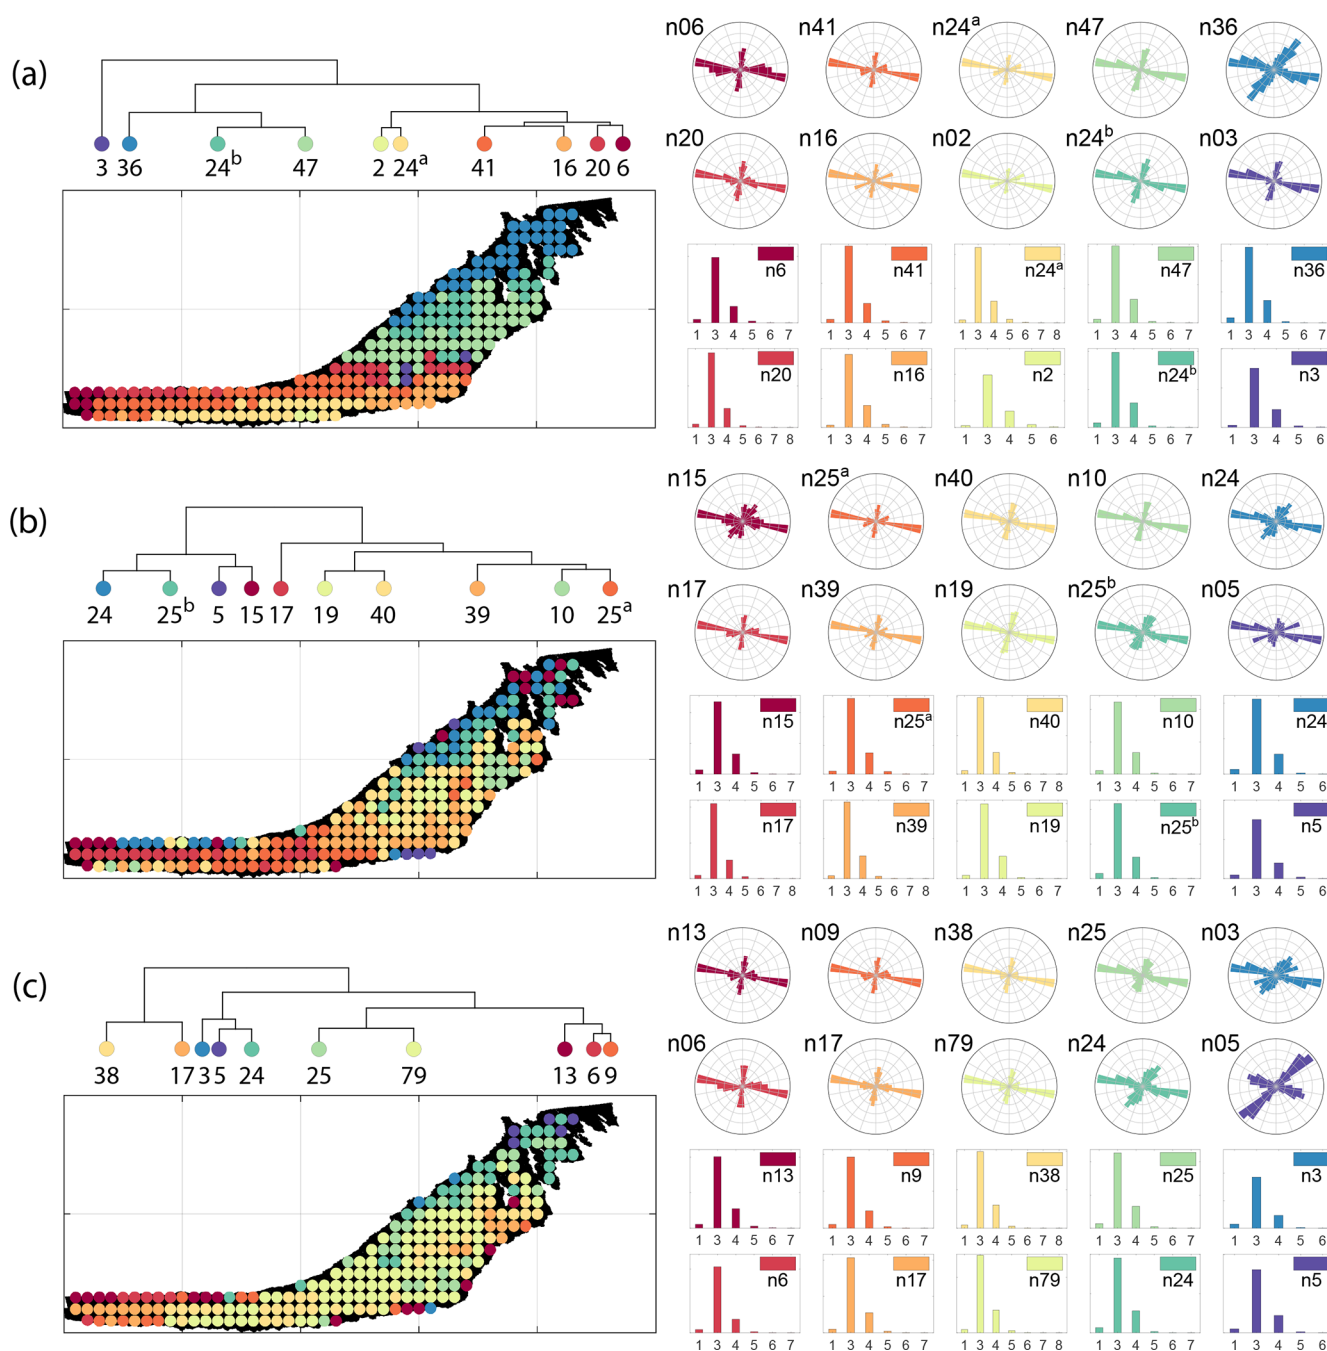 (a)
3 36 24b 47 2 24a 41 16 20 6
n06 n41 n24a n47 n36
n20 n16 n02 n24b n03
n6 n41 n24a n47 n36
1 3 4 5 6 7 1 3 4 5 6 7 1 3 4 5 6 7 8 1 3 4 5 6 7 1 3 4 5 6 7
n20 n16 n2 n24b n3
1 3 4 5 6 7 8 1 3 4 5 6 7 1 3 4 5 6 1 3 4 5 6 7 1 3 4 5 6
(b)
24 25b 5 15 17 19 40 39 10 25a
n15 n25a n40 n10 n24
n17 n39 n19 n25b n05
n15 n25a n40 n10 n24
1 3 4 5 6 7 1 3 4 5 6 7 1 3 4 5 6 7 8 1 3 4 5 6 7 1 3 4 5 6 7
n17 n39 n19 n25b n5
1 3 4 5 6 7 8 1 3 4 5 6 7 8 1 3 4 5 6 7 1 3 4 5 6 7 1 3 4 5 6
(c)
38 17 3 5 24 25 79 13 6 9
n13 n09 n38 n25 n03
n06 n17 n79 n24 n05
n13 n9 n38 n25 n3
1 3 4 5 6 7 1 3 4 5 6 7 1 3 4 5 6 7 8 1 3 4 5 6 7 1 3 4 5 6
n6 n17 n79 n24 n5
1 3 4 5 6 7 1 3 4 5 6 7 1 3 4 5 6 7 8 1 3 4 5 6 7 1 3 4 5 6